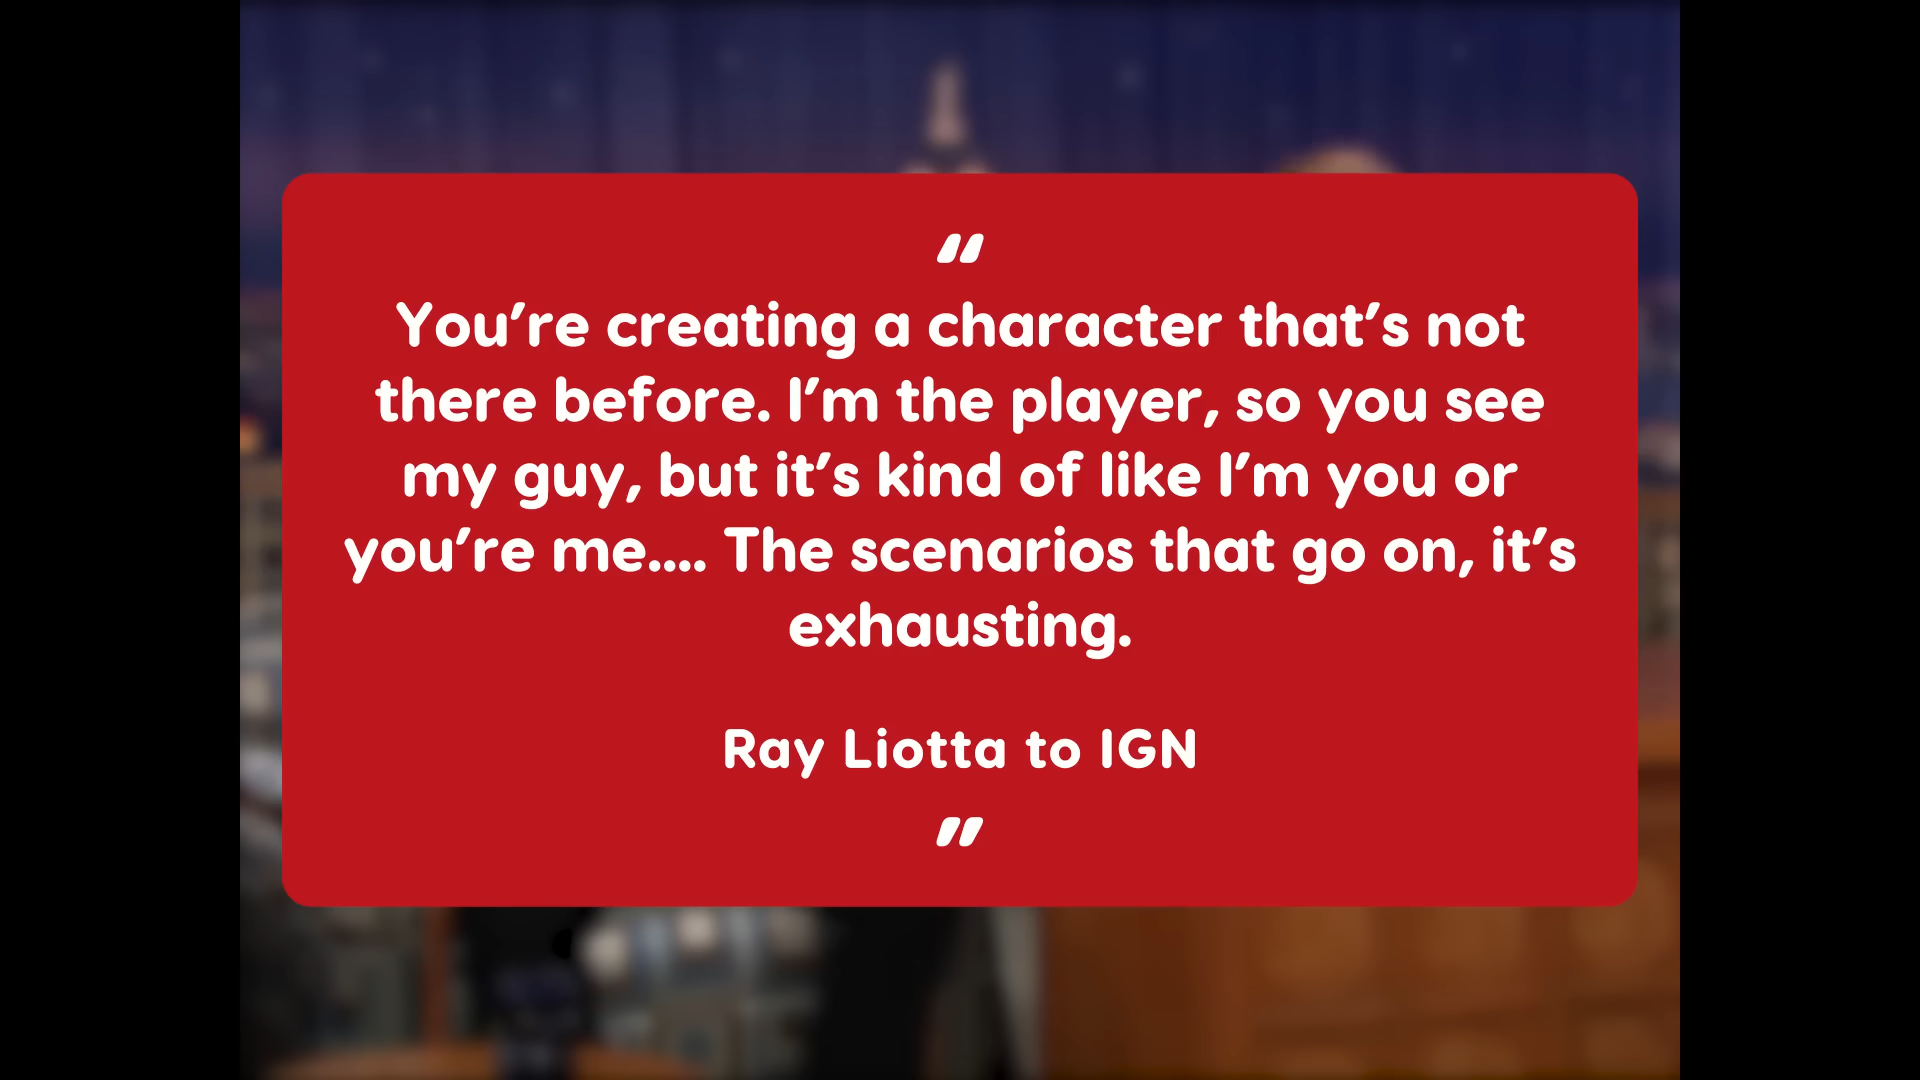 “
You’re creating a character that’s not
there before. I’m the player, so you see
my guy, but it’s kind of like I’m you or
you’re me.... The scenarios that go on, it’s
exhausting.
Ray Liotta to IGN
”